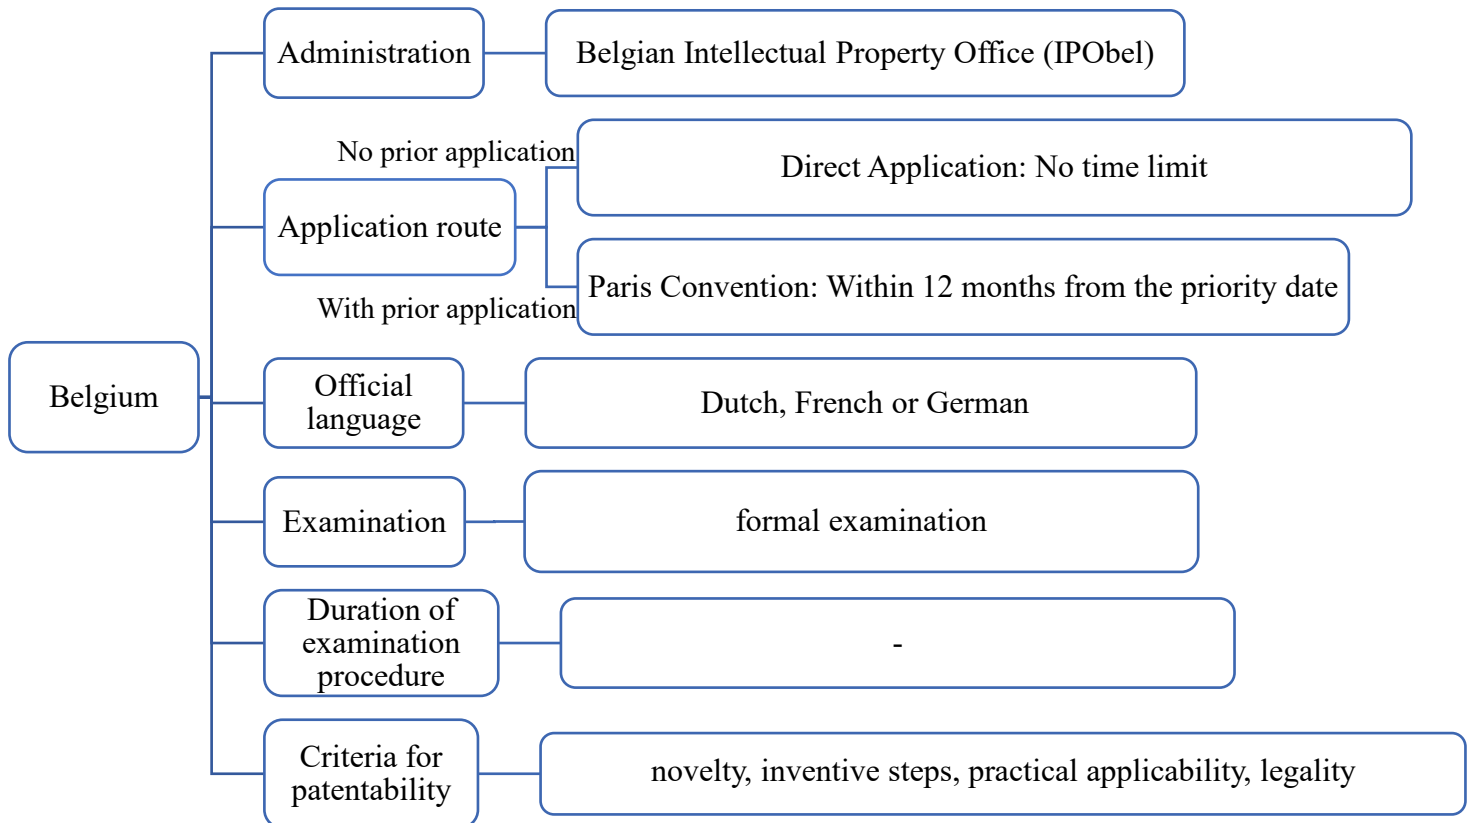 Administration
Belgian Intellectual Property Office (IPObel)
No prior application
Direct Application: No time limit
Application route
Paris Convention: Within 12 months from the priority date
With prior application
Belgium
Official
language
Dutch, French or German
Examination
formal examination
Duration of
examination
procedure
-
Criteria for
patentability
novelty, inventive steps, practical applicability, legality